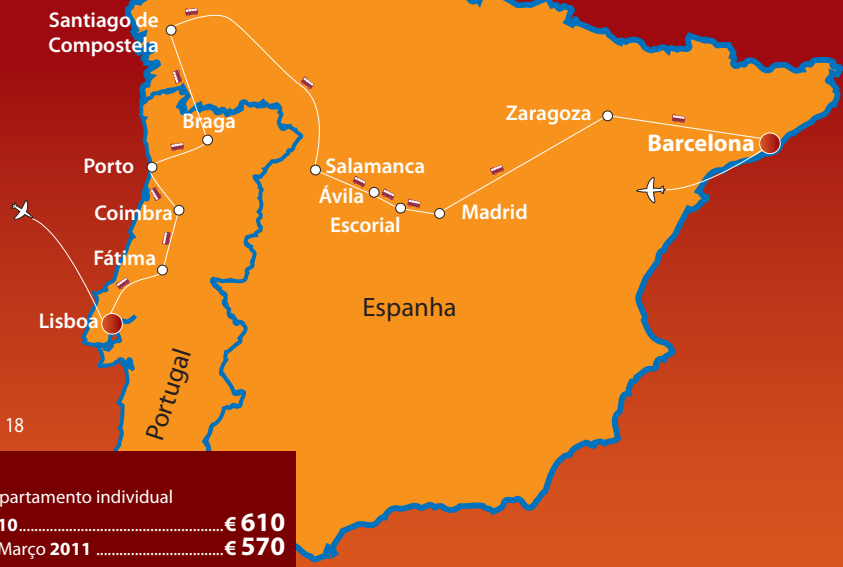 Santiago de
Compostela
Braga
Zaragoza
Barcelona
Porto
Salamanca
Ávila
Coimbra
Escorial
Madrid
Fátima
Lisboa
Espanha
Portugal
18
partamento individual
10 € 610
Março 2011 € 570